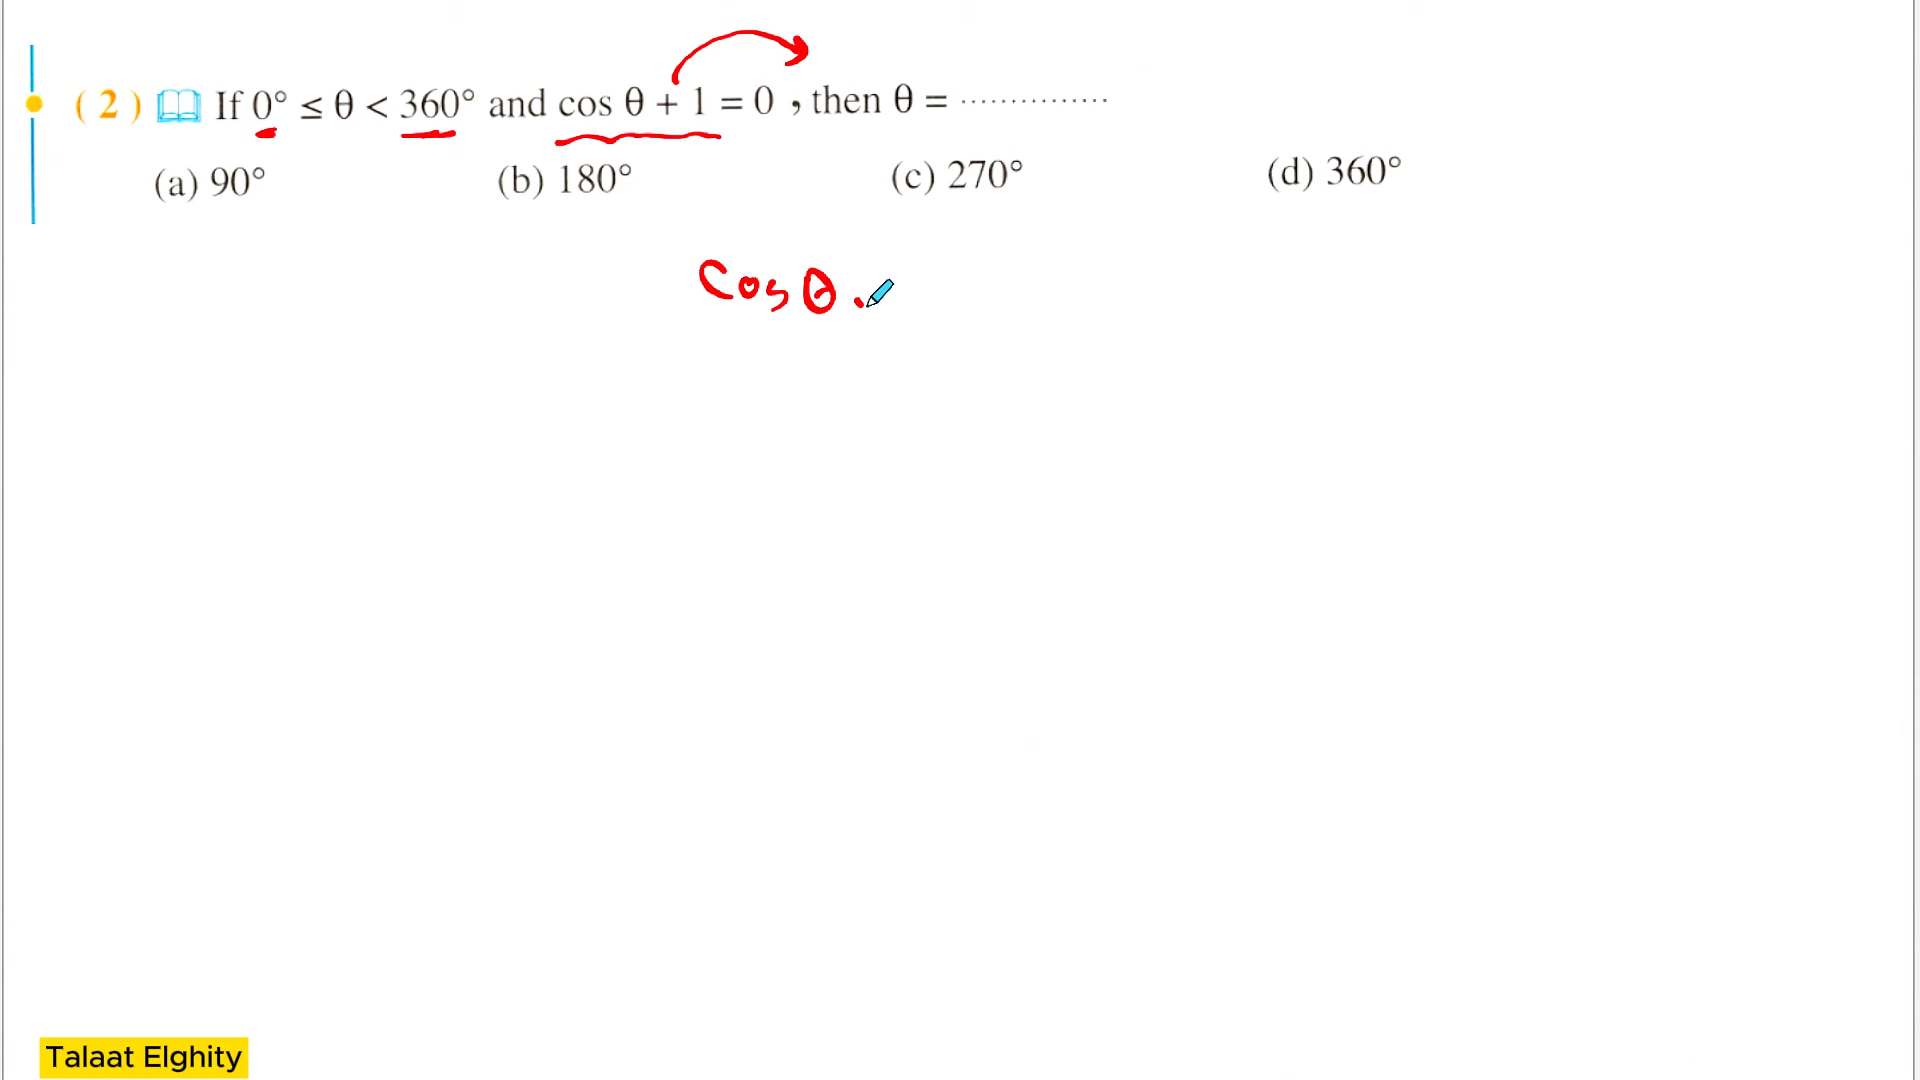 ( 2 ) If 0° ≤ θ < 360° and cos θ + 1 = 0 , then θ = ...............
(a) 90° (b) 180° (c) 270° (d) 360°
Cos θ
Talaat Elghity